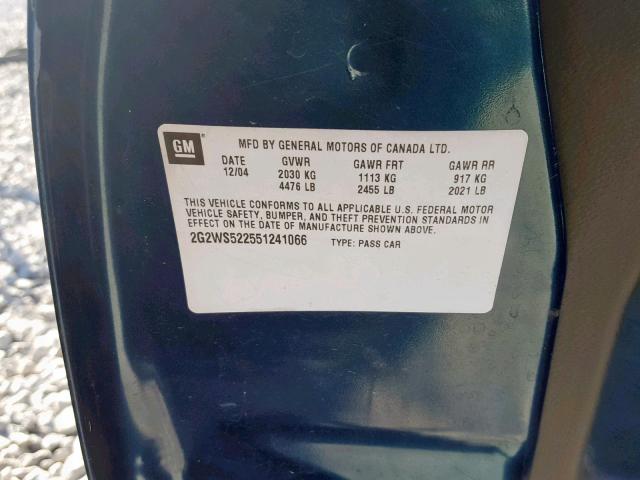 GM
MFD BY GENERAL MOTORS OF CANADA LTD.
DATE GVWR GAWR FRT GAWR RR
12/04 2030 KG 1113 KG 917 KG
4476 LB 2455 LB 2021 LB
THIS VEHICLE CONFORMS TO ALL APPLICABLE U.S. FEDERAL MOTOR
VEHICLE SAFETY, BUMPER, AND THEFT PREVENTION STANDARDS IN
EFFECT ON THE DATE OF MANUFACTURE SHOWN ABOVE.
2G2WS522551241066 TYPE: PASS CAR